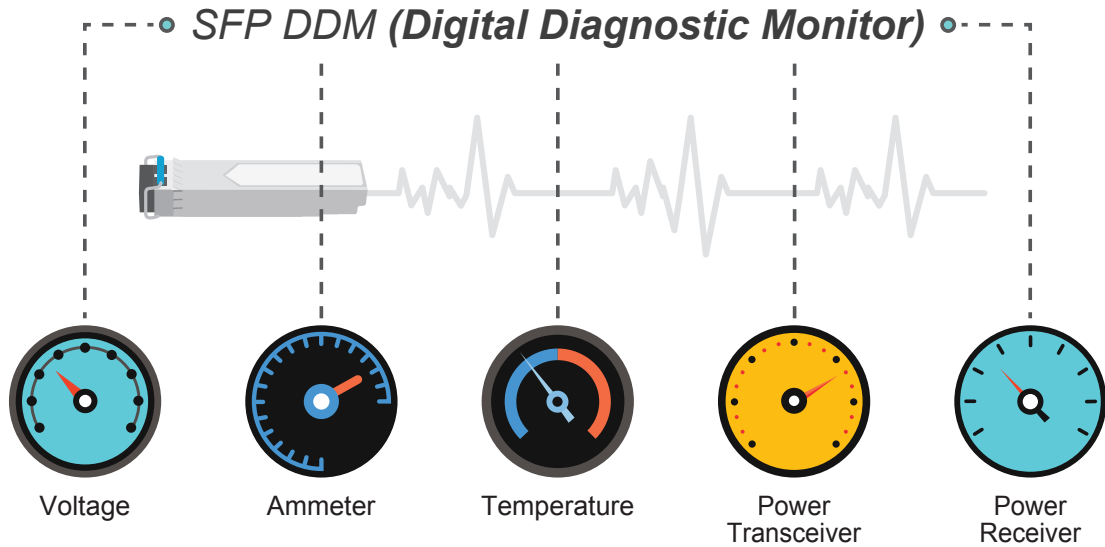 SFP DDM (Digital Diagnostic Monitor)
Voltage
Ammeter
Temperature
Power
Transceiver
Power
Receiver